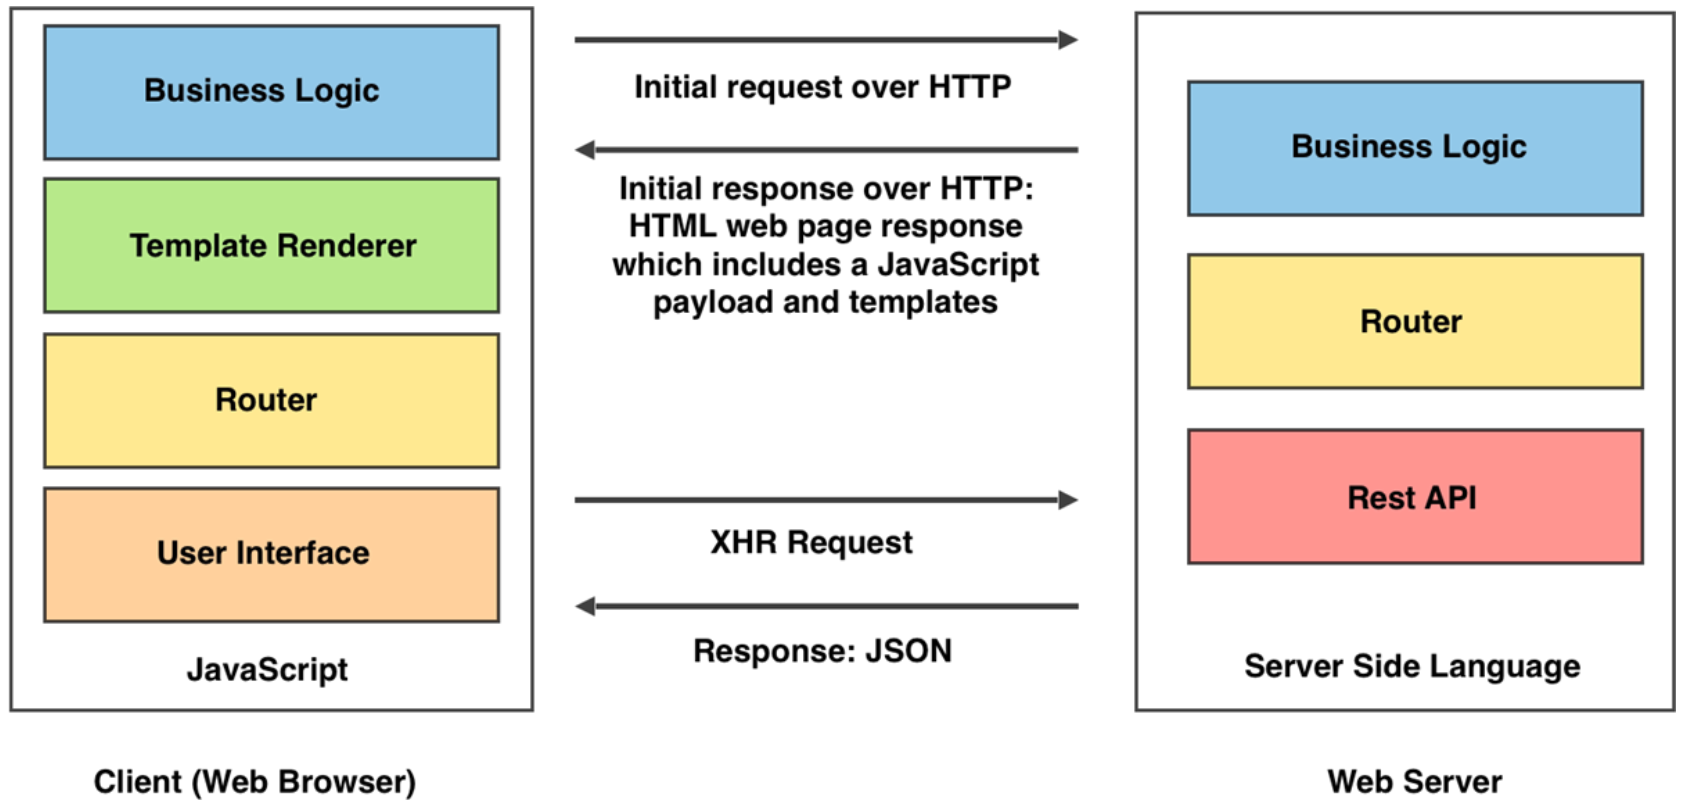 Business Logic
Template Renderer
Router
User Interface
JavaScript
Client (Web Browser)
Initial request over HTTP
Initial response over HTTP:
HTML web page response
which includes a JavaScript
payload and templates
XHR Request
Response: JSON
Business Logic
Router
Rest API
Server Side Language
Web Server